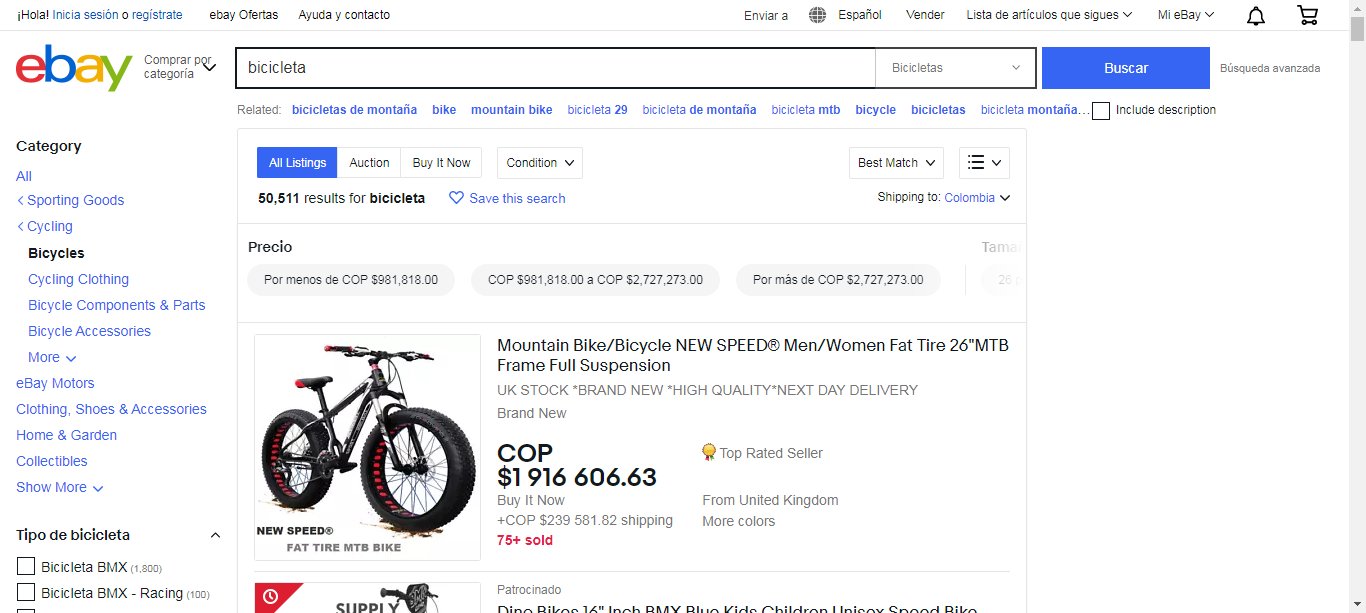 ¡Hola! Inicia sesión o regístrate ebay Ofertas Ayuda y contacto Enviar a Español Vender Lista de artículos que sigues Mi eBay
ebay
Comprar por
categoría
bicicleta Bicicletas Buscar Búsqueda avanzada
Related: bicicletas de montaña bike mountain bike bicicleta 29 bicicleta de montaña bicicleta mtb bicycle bicicletas bicicleta montaña... Include description
Category
All
Sporting Goods
Cycling
Bicycles
Cycling Clothing
Bicycle Components & Parts
Bicycle Accessories
More
eBay Motors
Clothing, Shoes & Accessories
Home & Garden
Collectibles
Show More
Tipo de bicicleta
Bicicleta BMX (1,800)
Bicicleta BMX - Racing (100)
All Listings Auction Buy It Now Condition Best Match
50,511 results for bicicleta Save this search Shipping to: Colombia
Precio
Por menos de COP $981,818.00 COP $981,818.00 a COP $2,727,273.00 Por más de COP $2,727,273.00 26
NEW SPEED®
FAT TIRE MTB BIKE
Mountain Bike/Bicycle NEW SPEED® Men/Women Fat Tire 26"MTB
Frame Full Suspension
UK STOCK *BRAND NEW *HIGH QUALITY*NEXT DAY DELIVERY
Brand New
COP
$1 916 606.63
Buy It Now
+COP $239 581.82 shipping
75+ sold
Top Rated Seller
From United Kingdom
More colors
SUPPLY
Patrocinado
Dino Bikes 16" Inch BMX Blue Kids Children Unisex Speed Bike